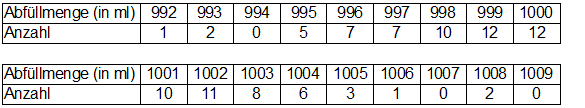 Abfüllmenge (in ml) 992 993 994 995 996 997 998 999 1000
Anzahl 1 2 0 5 7 7 10 12 12
Abfüllmenge (in ml) 1001 1002 1003 1004 1005 1006 1007 1008 1009
Anzahl 10 11 8 6 3 1 0 2 0